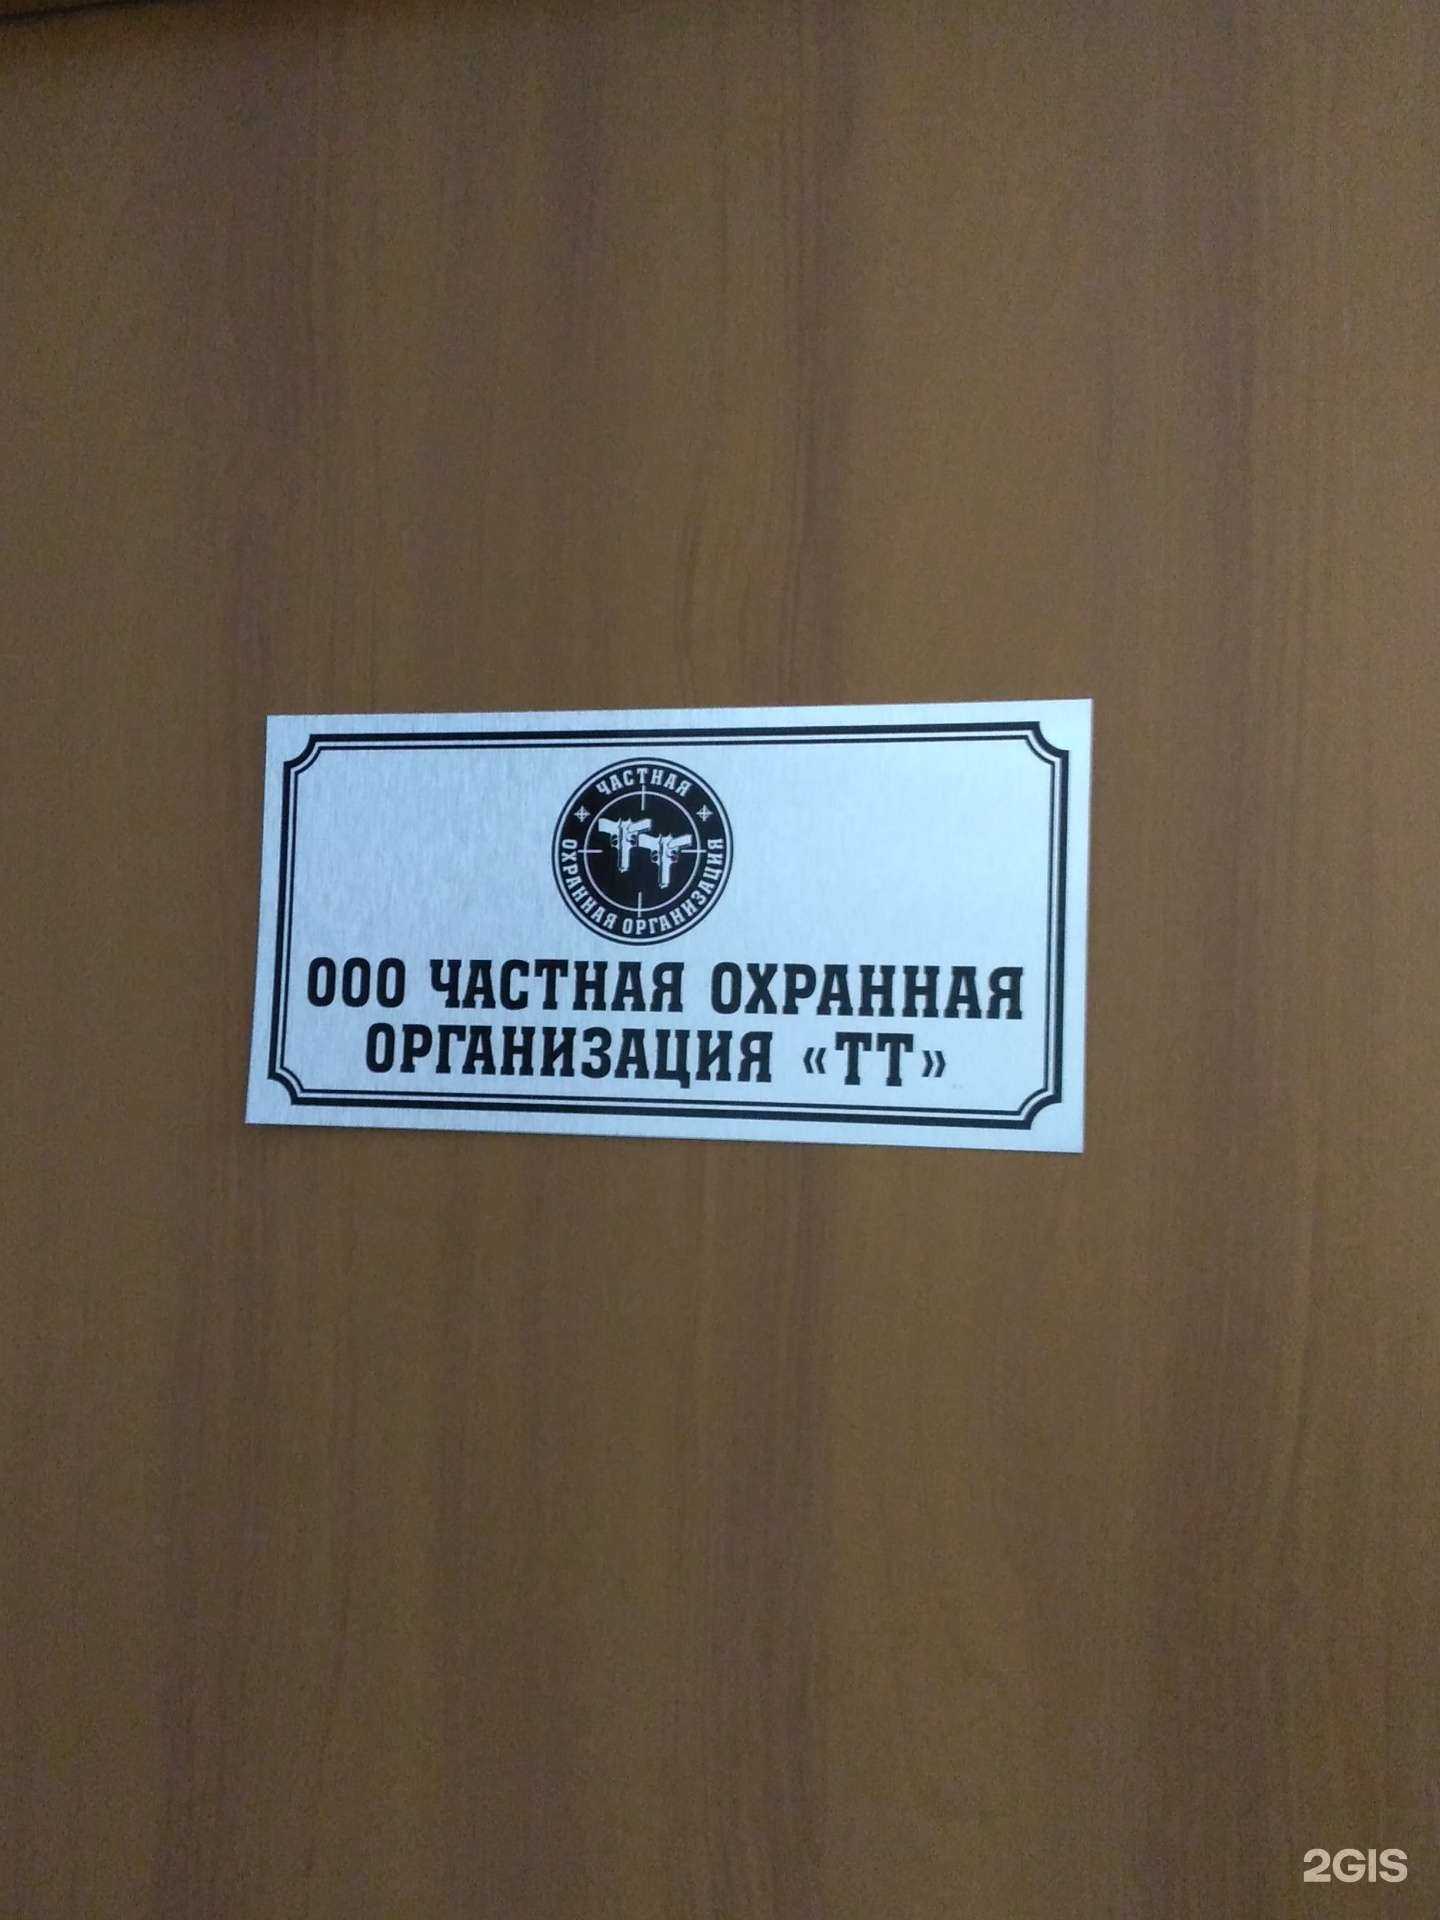 ЧАСТНАЯ
ОХРАННАЯ ОРГАНИЗАЦИЯ
ООО ЧАСТНАЯ ОХРАННАЯ
ОРГАНИЗАЦИЯ «ТТ»
2GIS